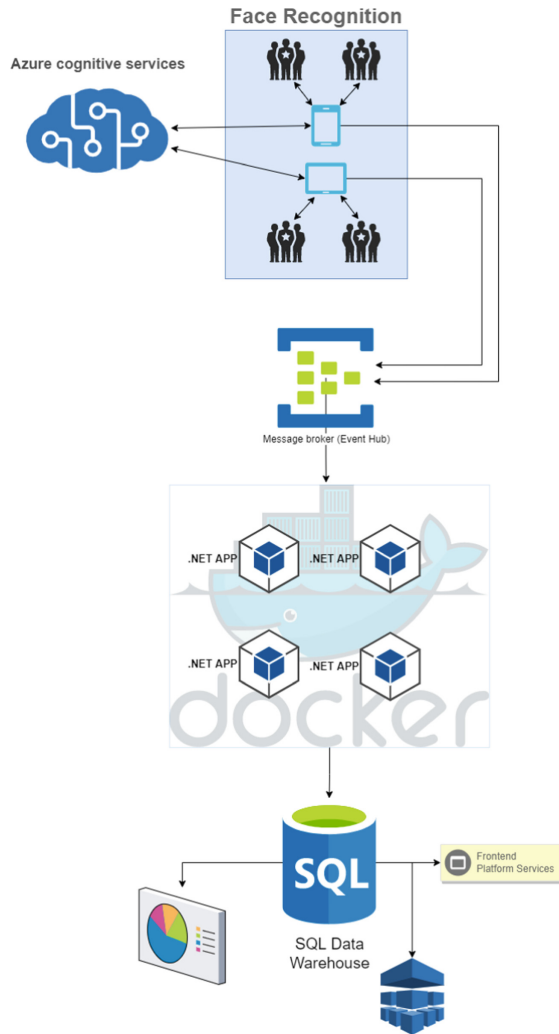 Face Recognition
Azure cognitive services
Message broker (Event Hub)
.NET APP
.NET APP
.NET APP
.NET APP
docker
SQL
Frontend
Platform Services
SQL Data
Warehouse